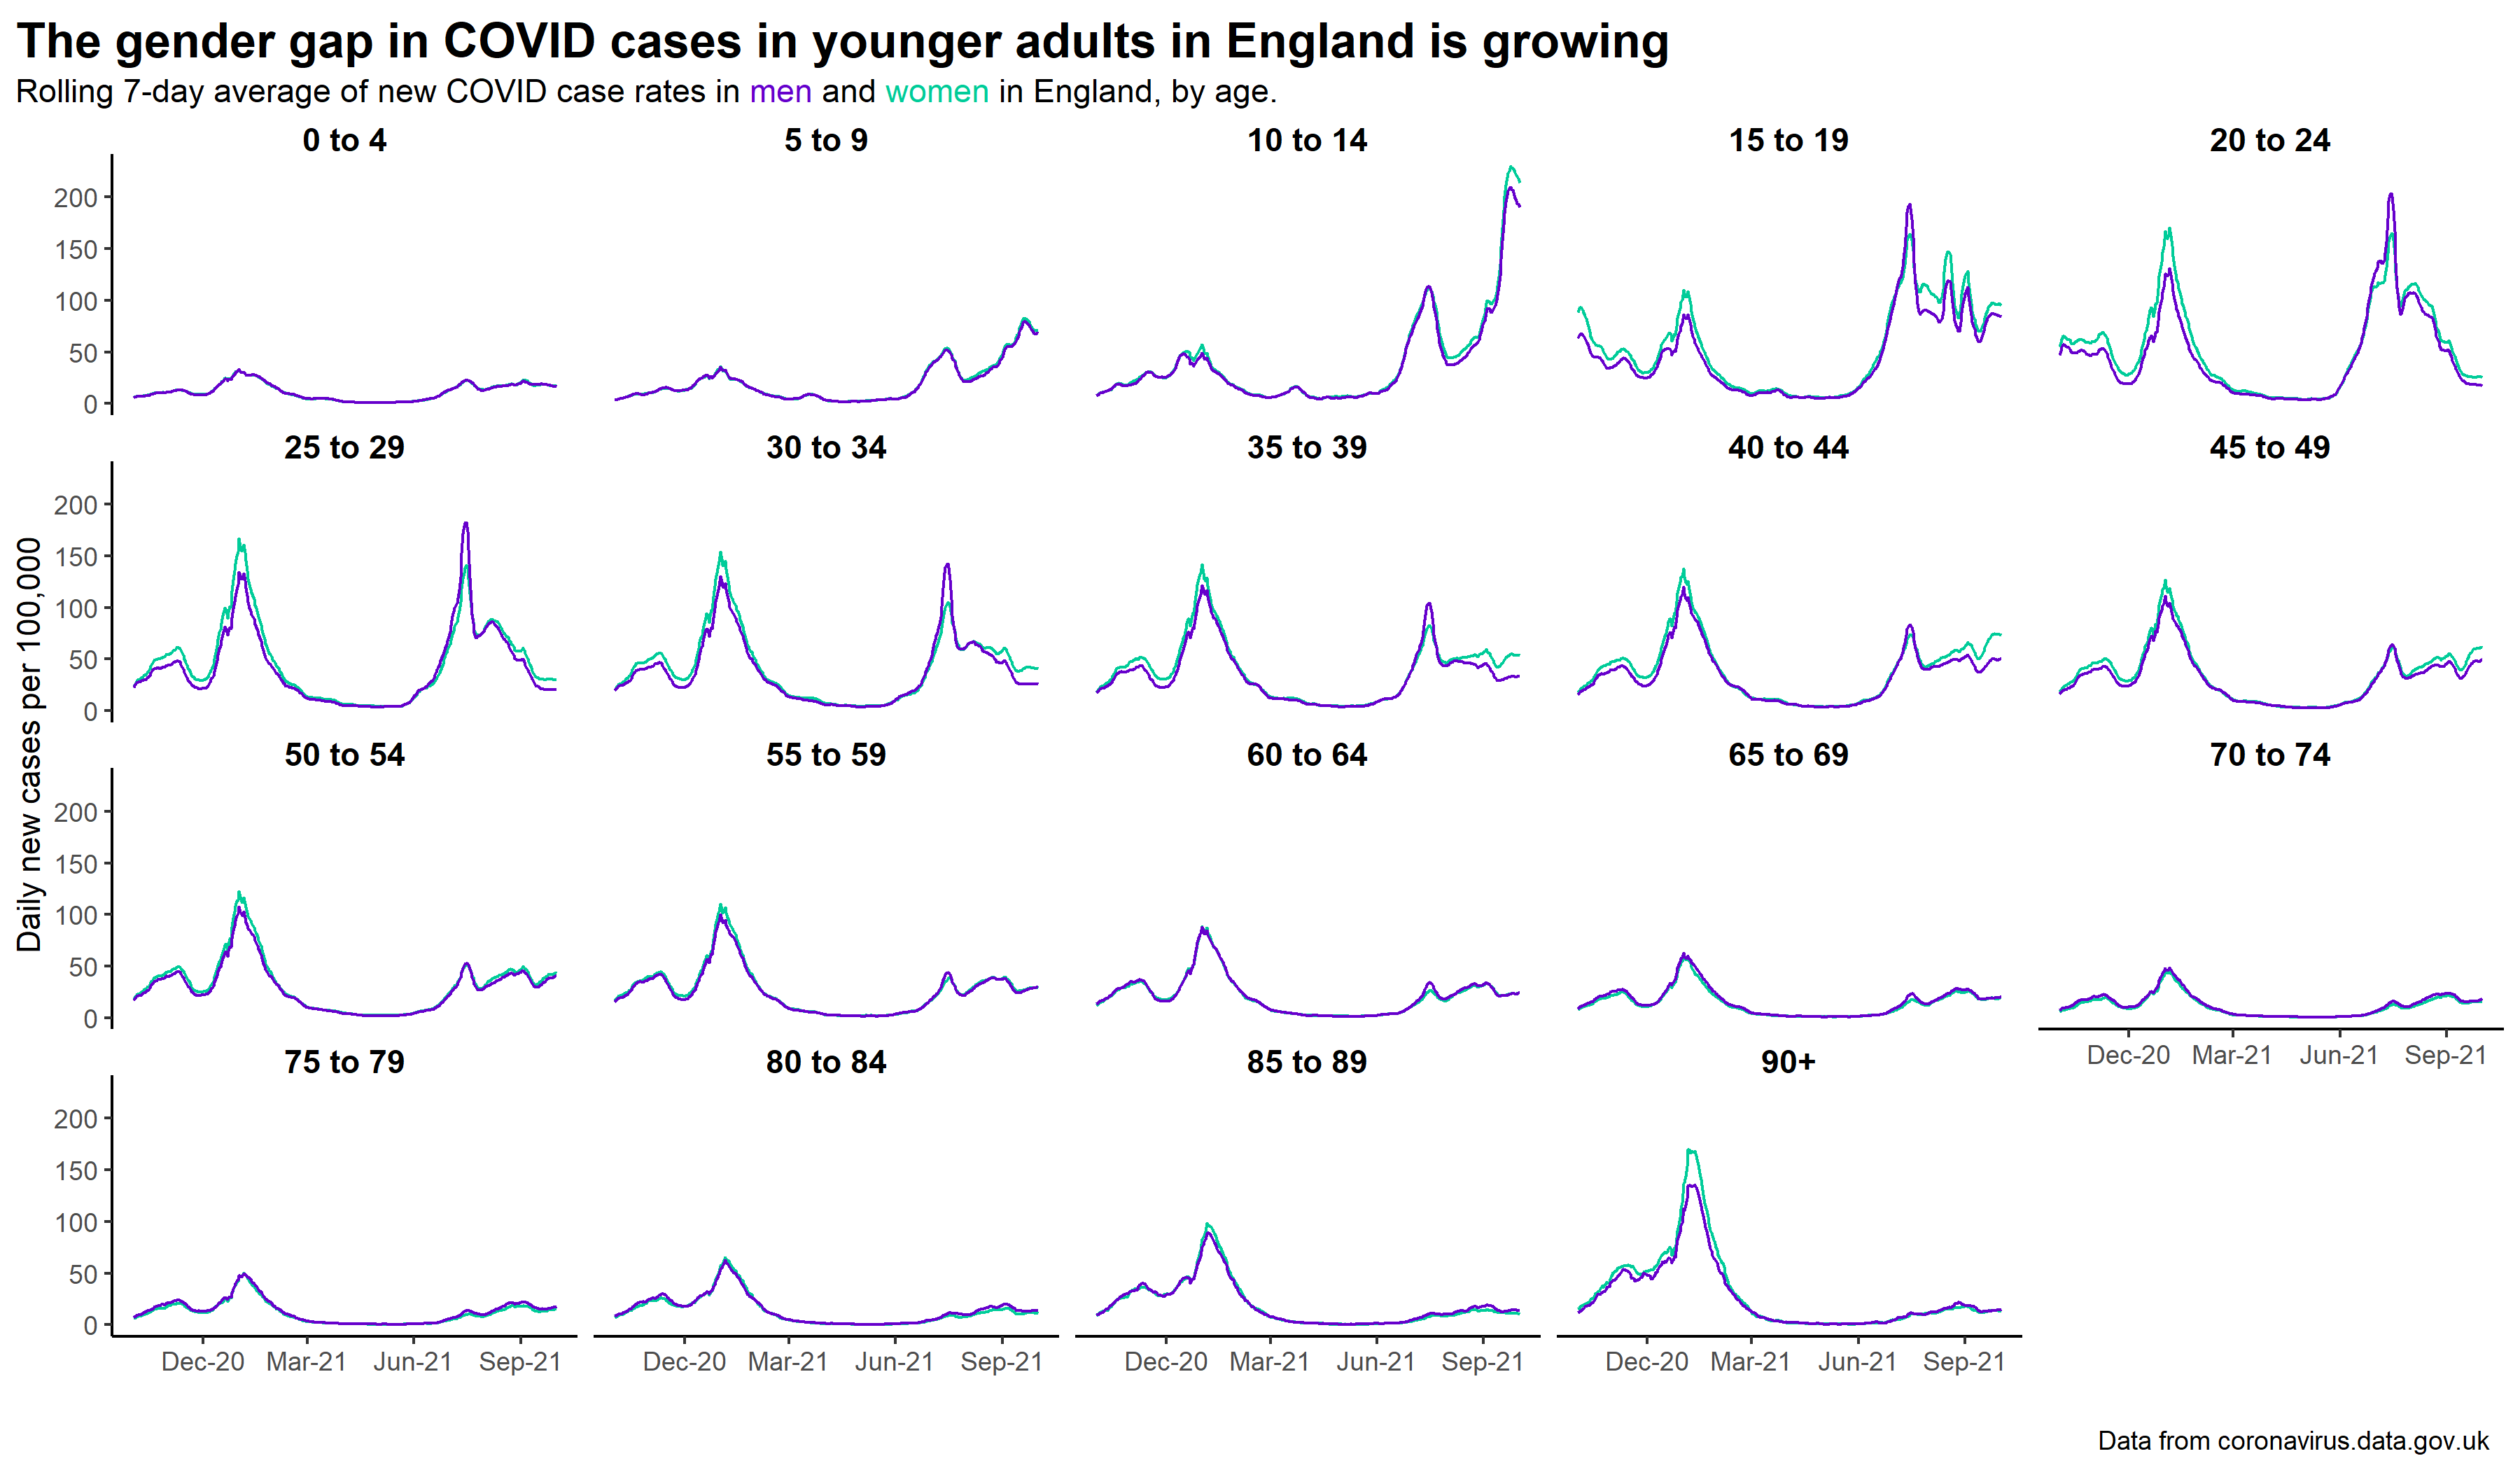 The gender gap in COVID cases in younger adults in England is growing
Rolling 7-day average of new COVID case rates in men and women in England, by age.
0 to 4
5 to 9
10 to 14
15 to 19
20 to 24
200
150
100
50
0
25 to 29
30 to 34
35 to 39
40 to 44
45 to 49
200
150
100
50
0
Daily new cases per 100,000
50 to 54
55 to 59
60 to 64
65 to 69
70 to 74
200
150
100
50
0
Dec-20 Mar-21 Jun-21 Sep-21
75 to 79
80 to 84
85 to 89
90+
200
150
100
50
0
Dec-20 Mar-21 Jun-21 Sep-21
Dec-20 Mar-21 Jun-21 Sep-21
Dec-20 Mar-21 Jun-21 Sep-21
Dec-20 Mar-21 Jun-21 Sep-21
Data from coronavirus.data.gov.uk